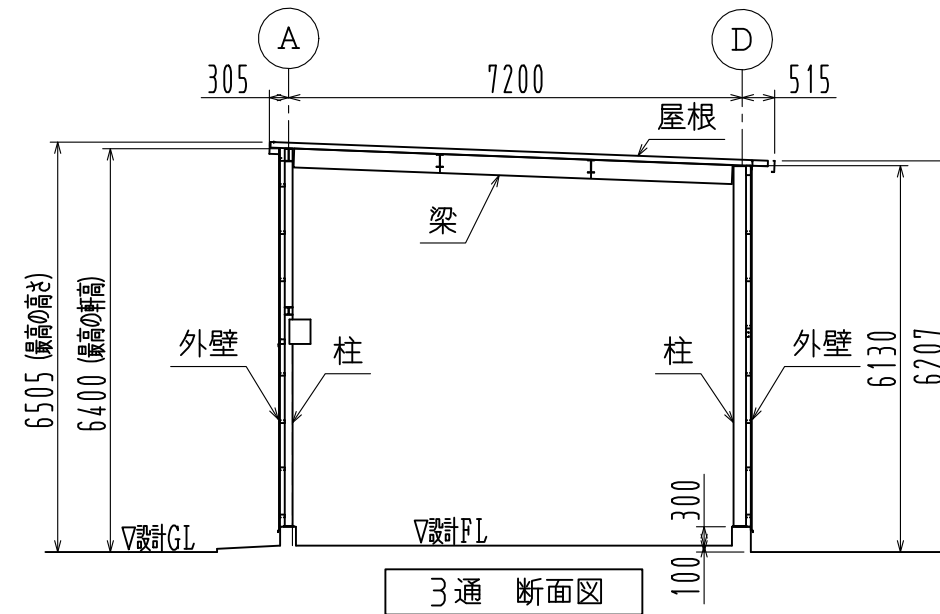 A
D
305
7200
515
屋根
梁
6505 (最高の高さ)
6400 (最高の軒高)
外壁
柱
柱
外壁
6130
6207
▽設計GL
▽設計FL
300
100
3通 断面図